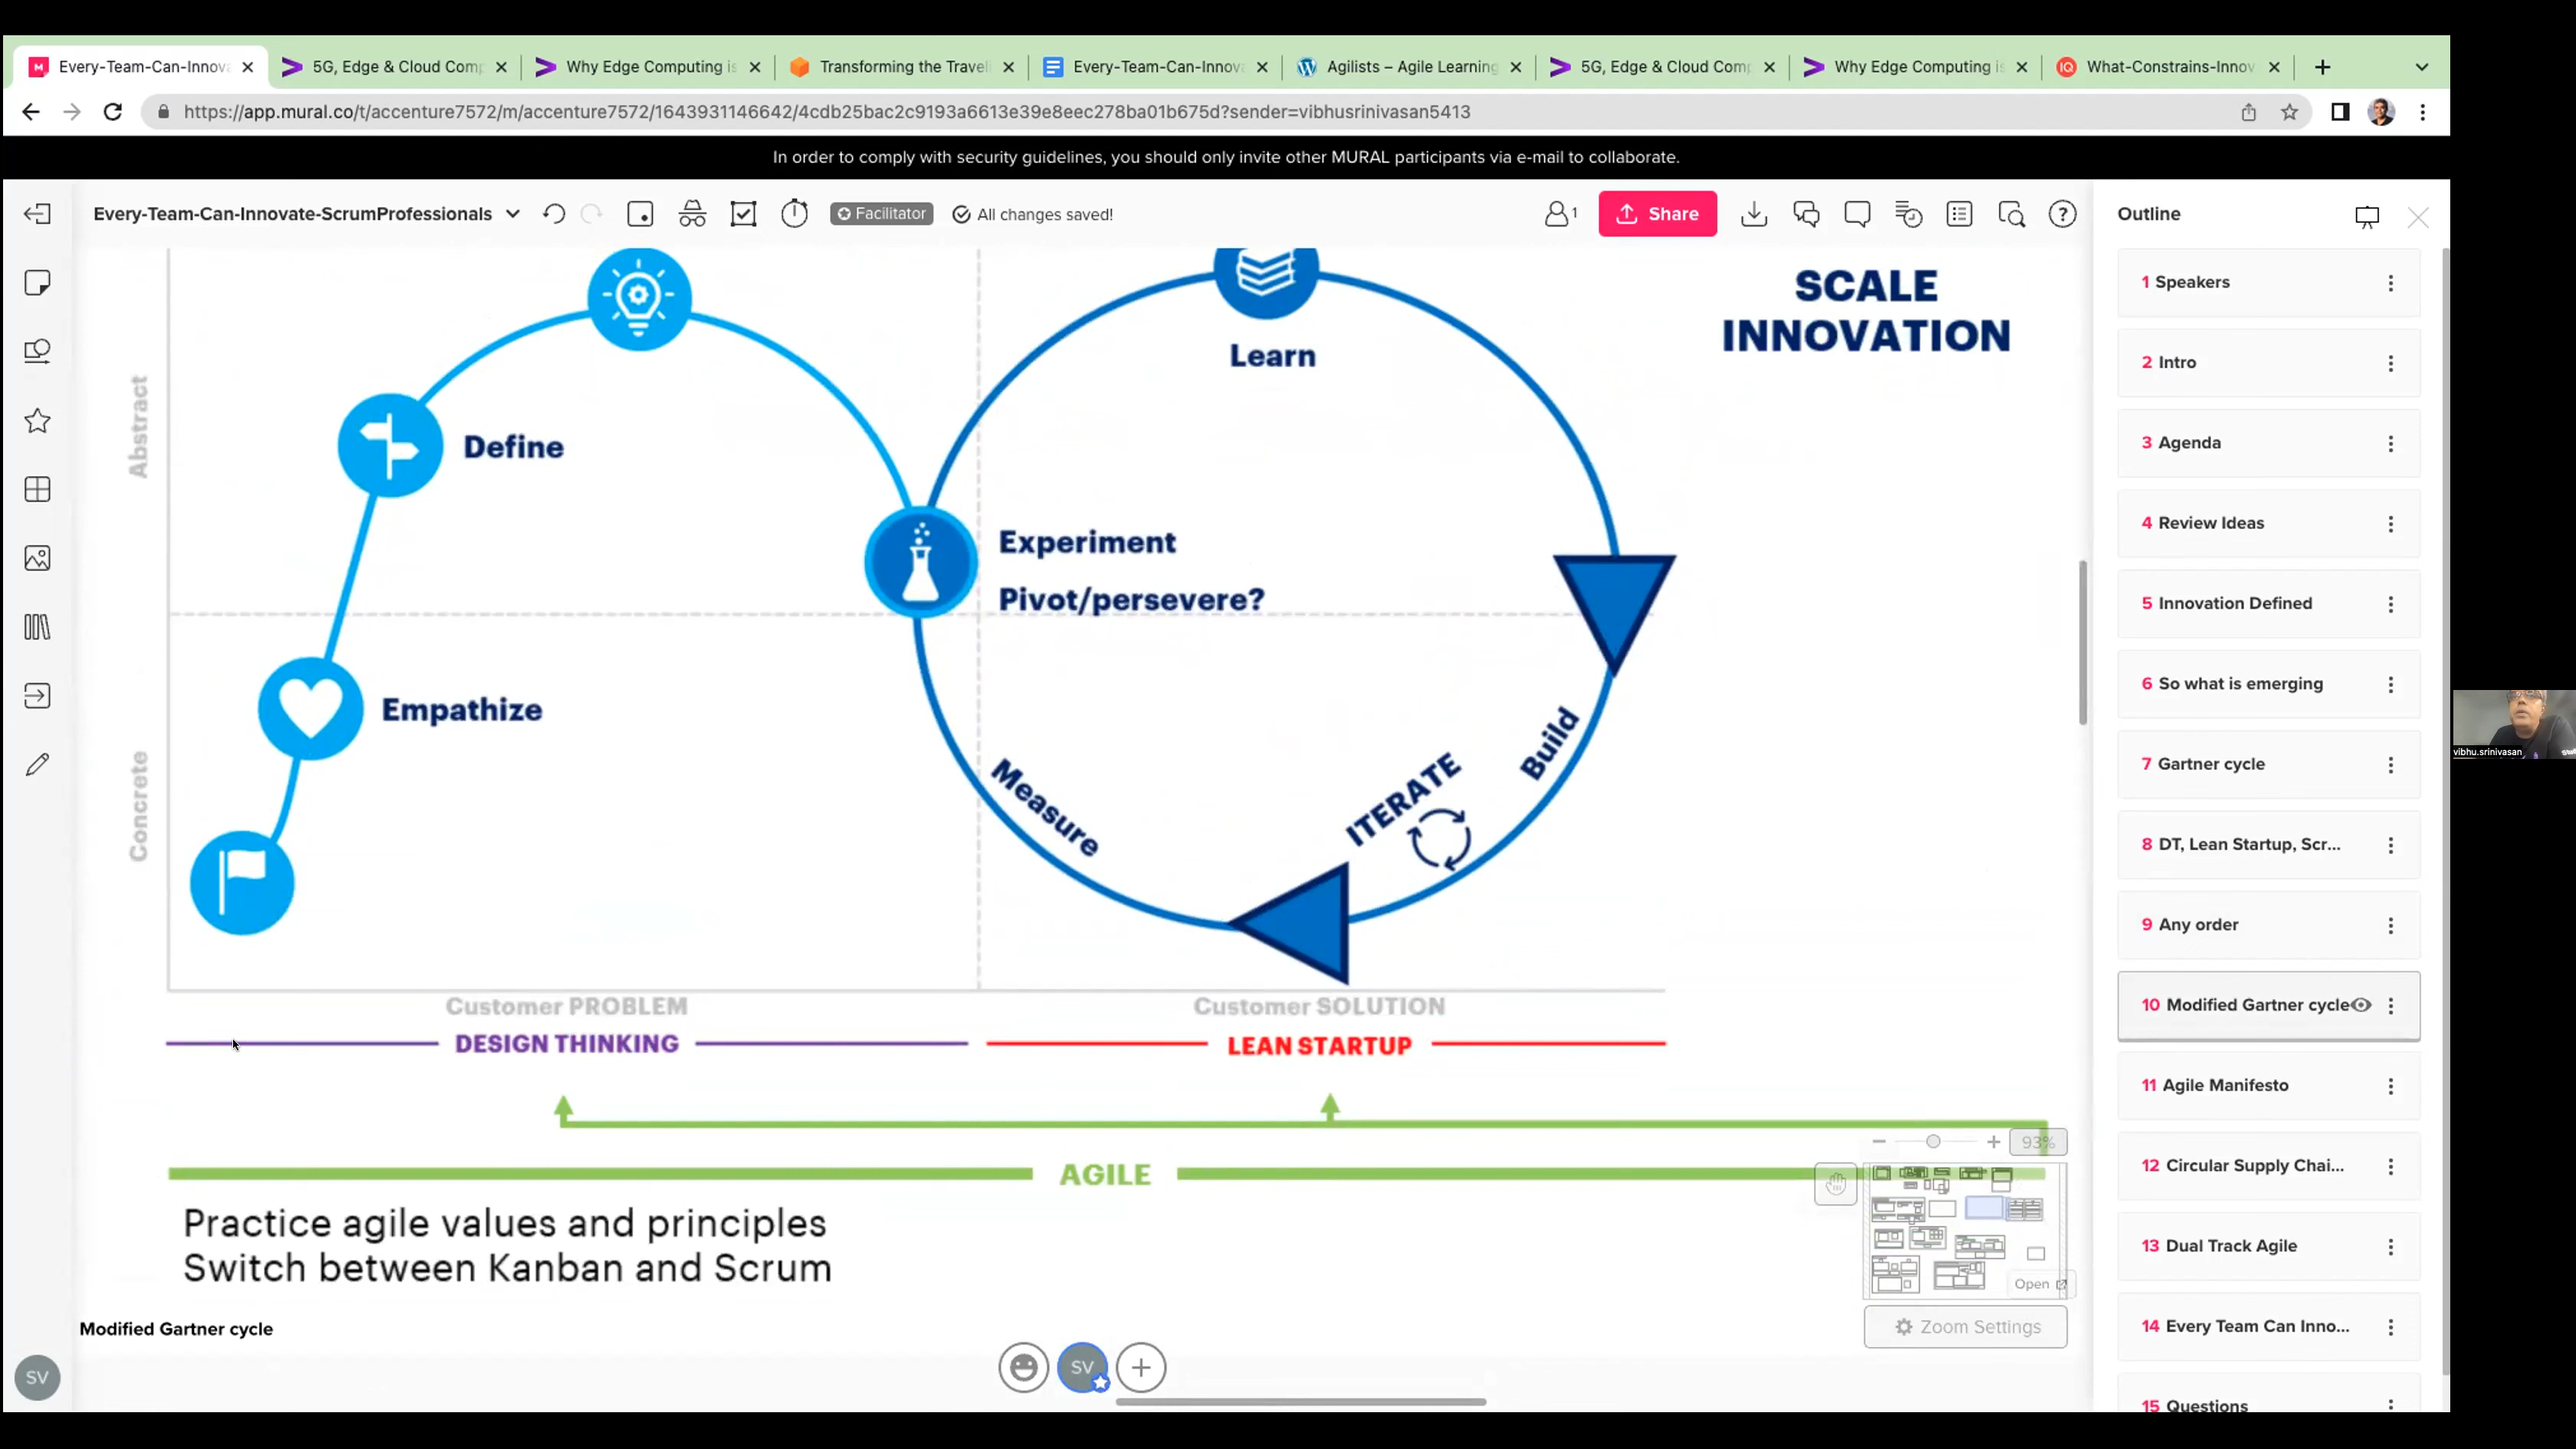 Every-Team-Can-Innova
5G, Edge & Cloud Comp
Why Edge Computing is
Transforming the Travel
Every-Team-Can-Innova
Agilists – Agile Learning
5G, Edge & Cloud Comp
Why Edge Computing is
What-Constrains-Innov
https://app.mural.co/t/accenture7572/m/accenture7572/1643931146642/4cdb25bac2c9193a6613e39e8eec278ba01b675d?sender=vibhusrinivasan5413
In order to comply with security guidelines, you should only invite other MURAL participants via e-mail to collaborate.
Every-Team-Can-Innovate-ScrumProfessionals
Facilitator
All changes saved!
1
Share
SCALE
INNOVATION
Learn
Abstract
Define
Experiment
Pivot/persevere?
Empathize
Concrete
Measure
ITERATE
Build
Customer PROBLEM
Customer SOLUTION
DESIGN THINKING
LEAN STARTUP
AGILE
Practice agile values and principles
Switch between Kanban and Scrum
Modified Gartner cycle
93%
Open
Zoom Settings
SV
SV
Outline
1 Speakers
2 Intro
3 Agenda
4 Review Ideas
5 Innovation Defined
6 So what is emerging
7 Gartner cycle
8 DT, Lean Startup, Scr...
9 Any order
10 Modified Gartner cycle
11 Agile Manifesto
12 Circular Supply Chai...
13 Dual Track Agile
14 Every Team Can Inno...
15 Questions
vibhu.srinivasan